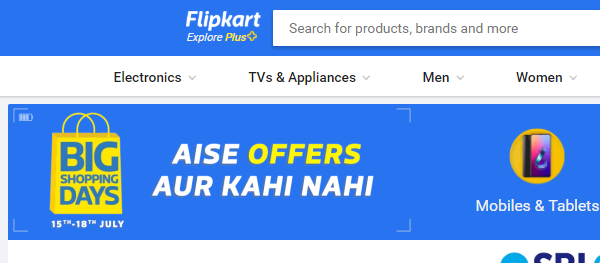 Flipkart
Explore Plus
Search for products, brands and more
Electronics
TVs & Appliances
Men
Women
BIG
SHOPPING
DAYS
15TH-18TH JULY
AISE OFFERS
AUR KAHI NAHI
Mobiles & Tablets